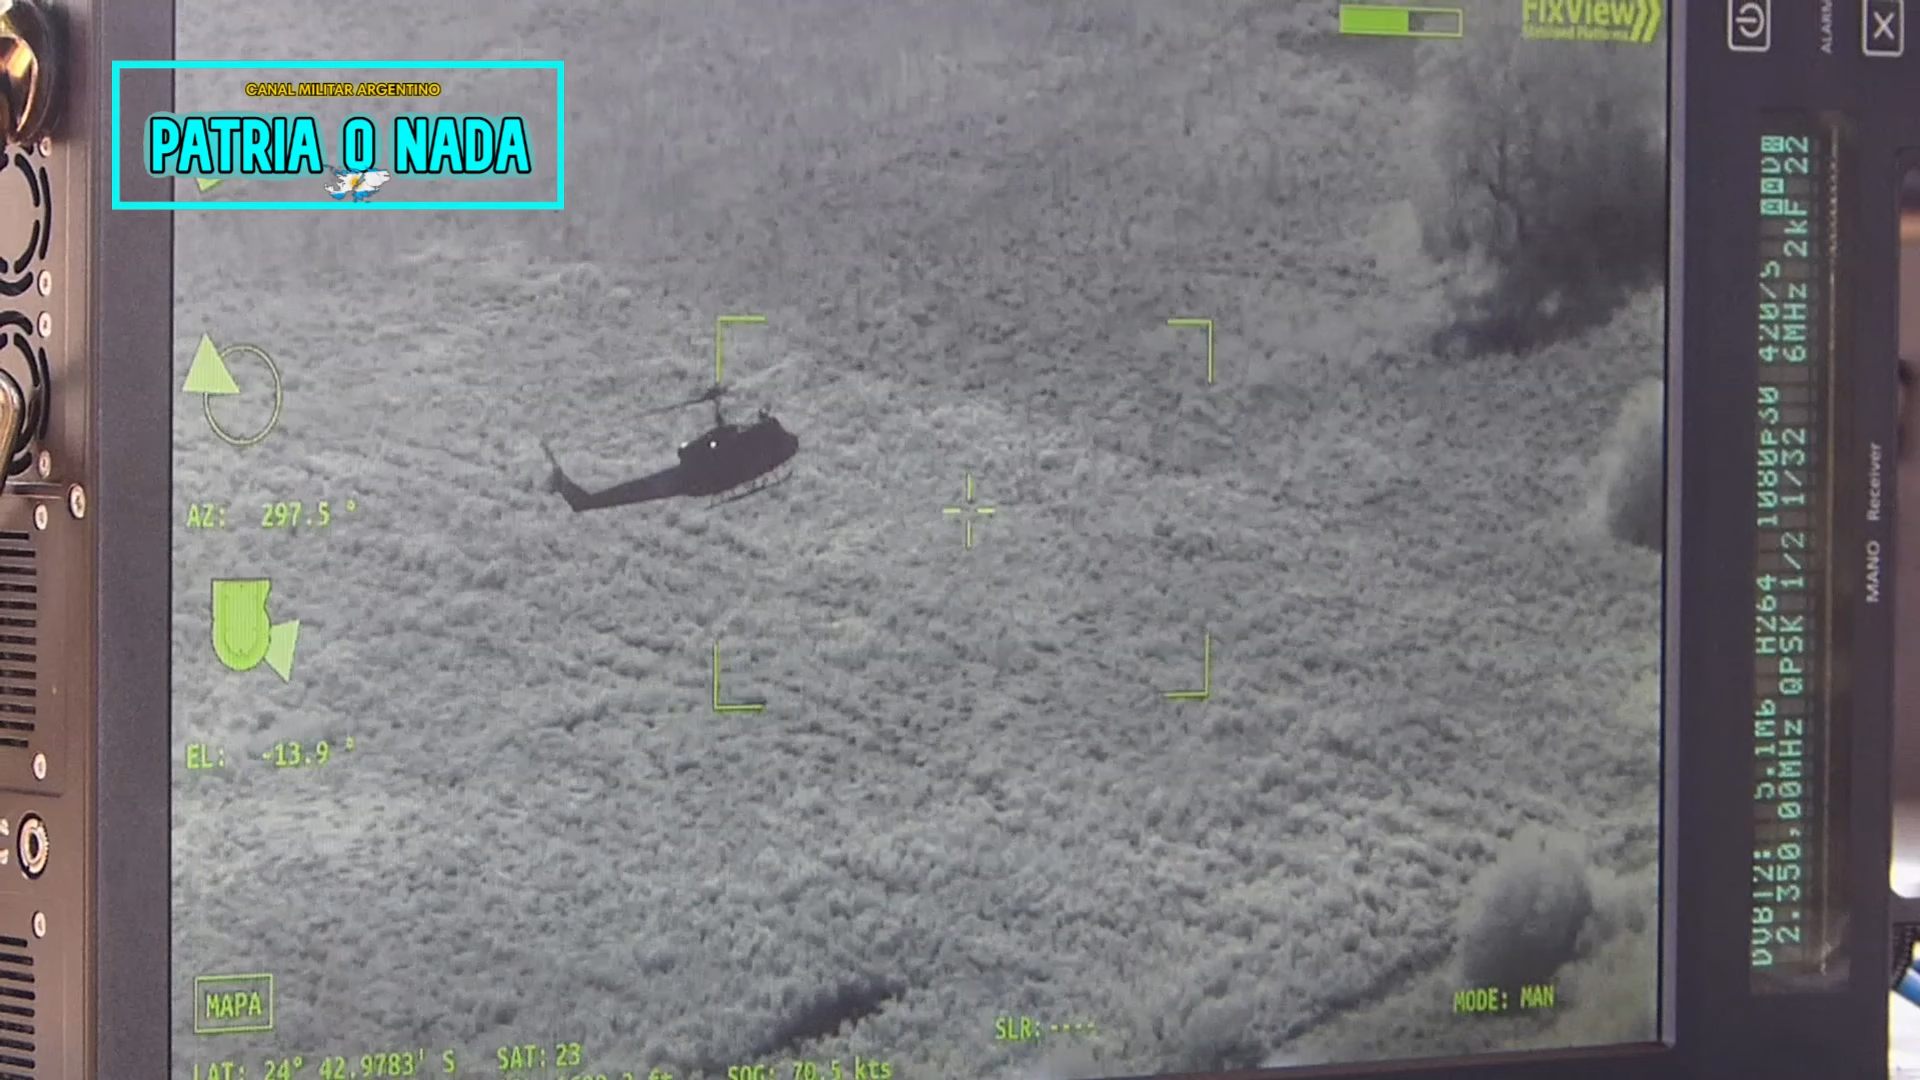 CANAL MILITAR ARGENTINO
PATRIA O NADA
FixView
AZ: 297.5 °
EL: -13.9 °
MAPA
MODE: MAN
SLR:----
LAT: 24° 42.9783' S
SAT: 23
SOG: 70.5 kts
ALARM
MANO Receiver
DVBT2: 5.1Mb H264 1080P30 420/S
2.350,00MHz QPSK 1/2 1/32 6MHz 2kF 22